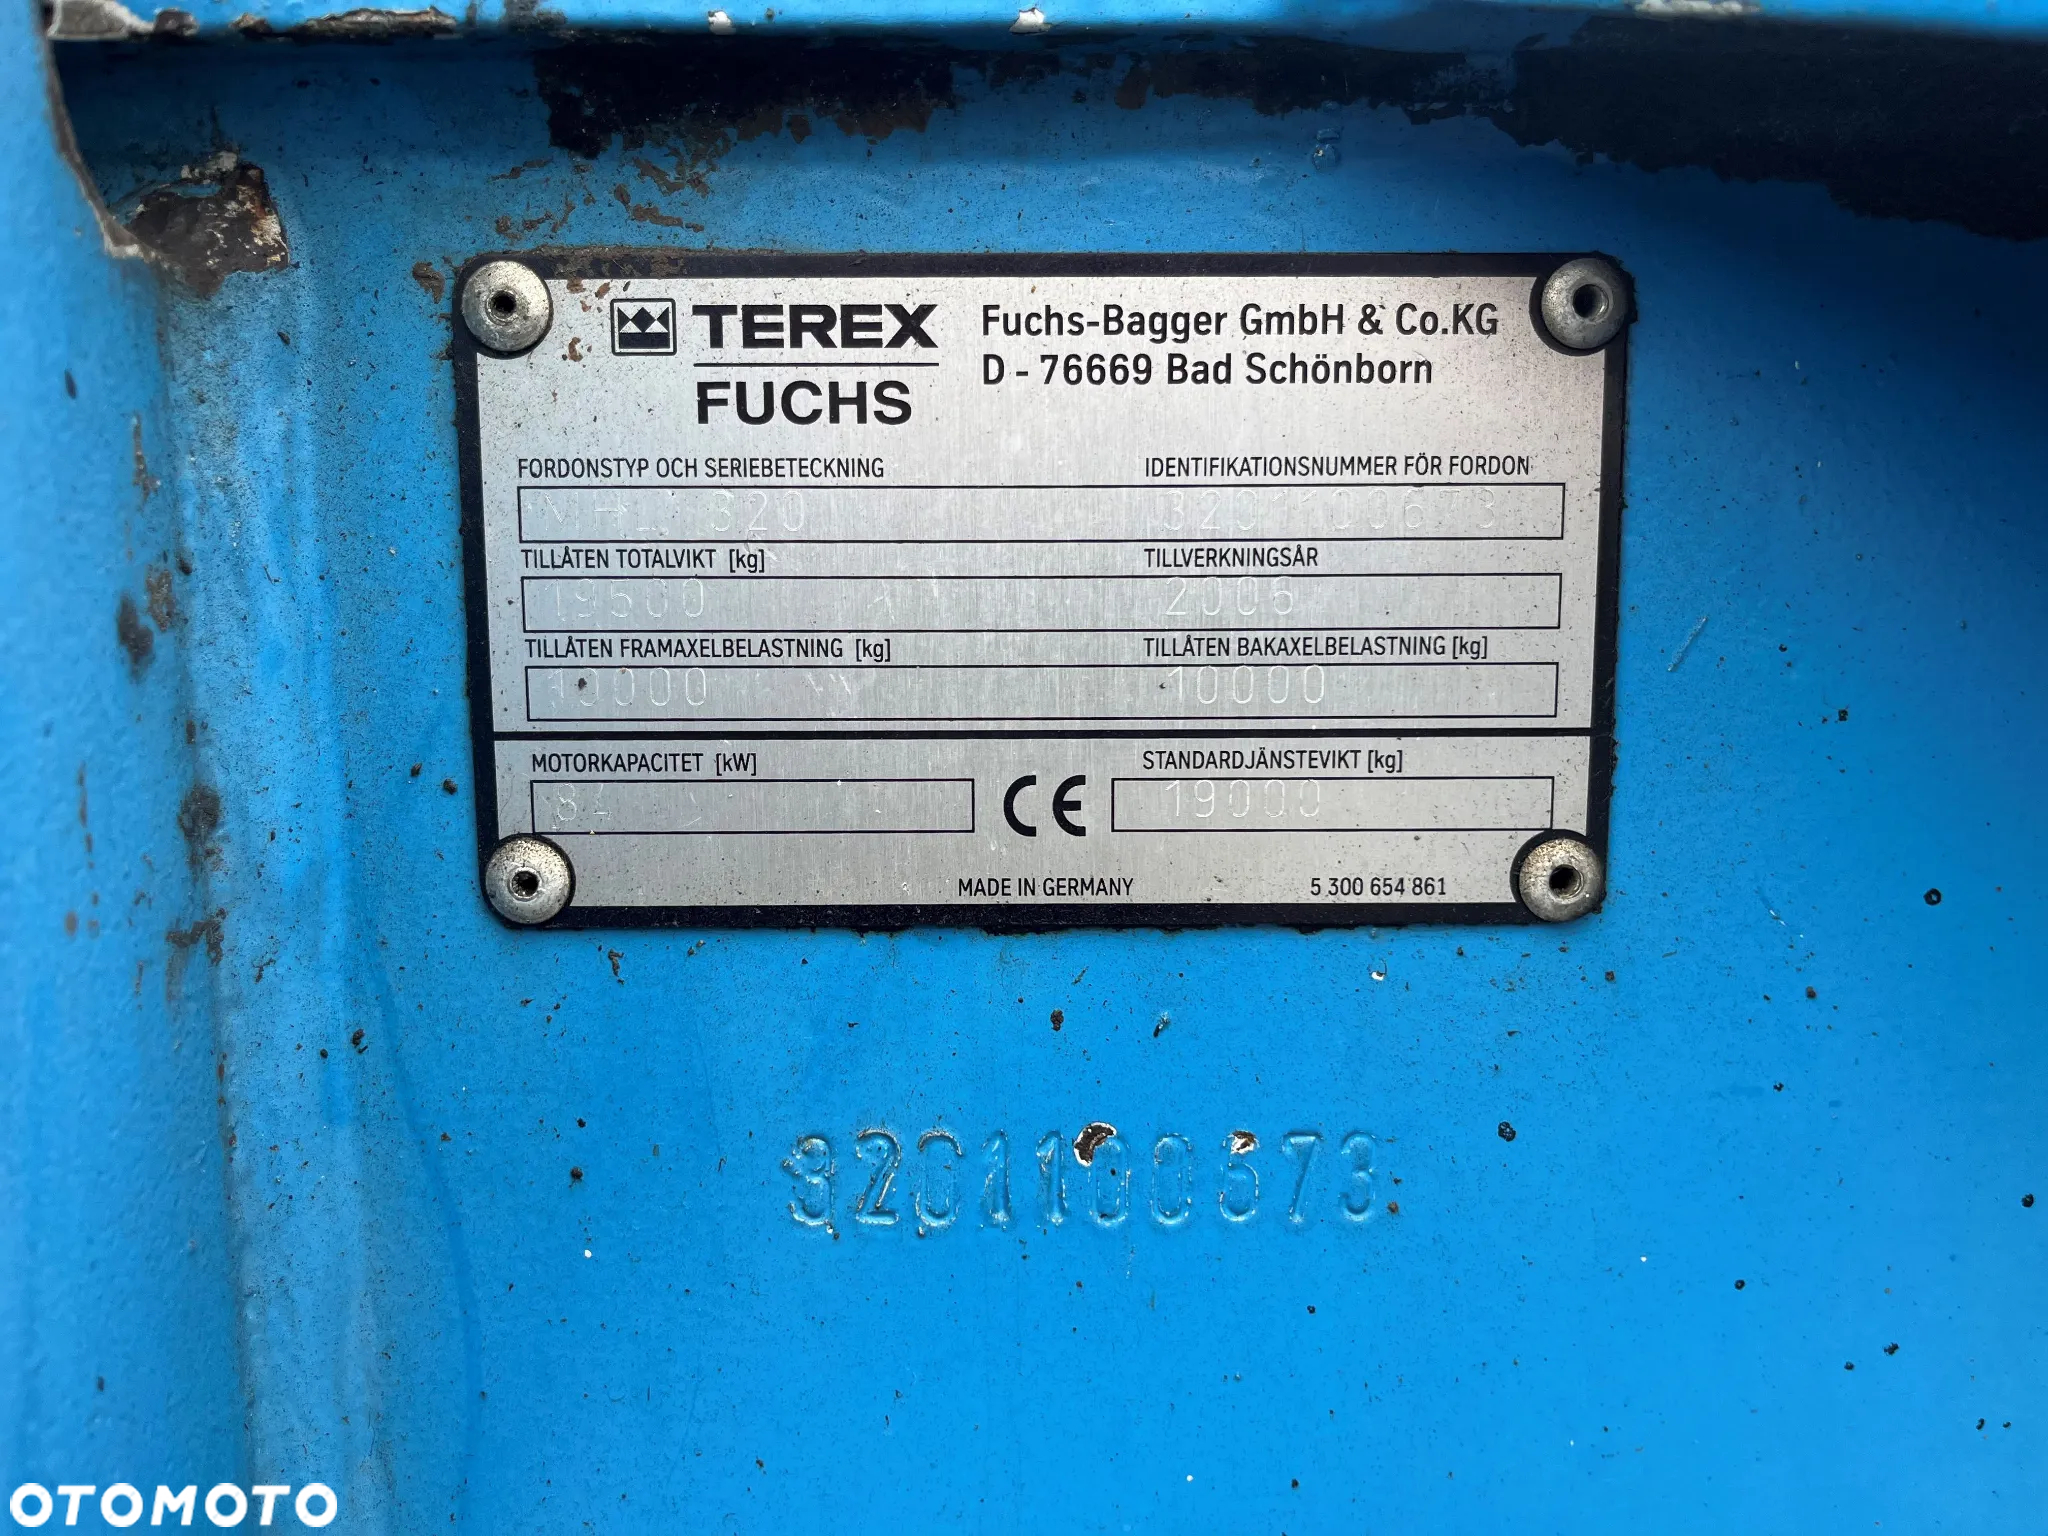 TEREX
FUCHS
Fuchs-Bagger GmbH & Co.KG
D - 76669 Bad Schönborn
FORDONSTYP OCH SERIEBETECKNING
IDENTIFIKATIONSNUMMER FÖR FORDON
MHL 320
3201100673
TILLÅTEN TOTALVIKT [kg]
TILLVERKNINGSÅR
19500
2006
TILLÅTEN FRAMAXELBELASTNING [kg]
TILLÅTEN BAKAXELBELASTNING [kg]
10000
10000
MOTORKAPACITET [kW]
STANDARDJÄNSTEVIKT [kg]
84
CE
19000
MADE IN GERMANY
5 300 654 861
3201100673
OTOMOTO